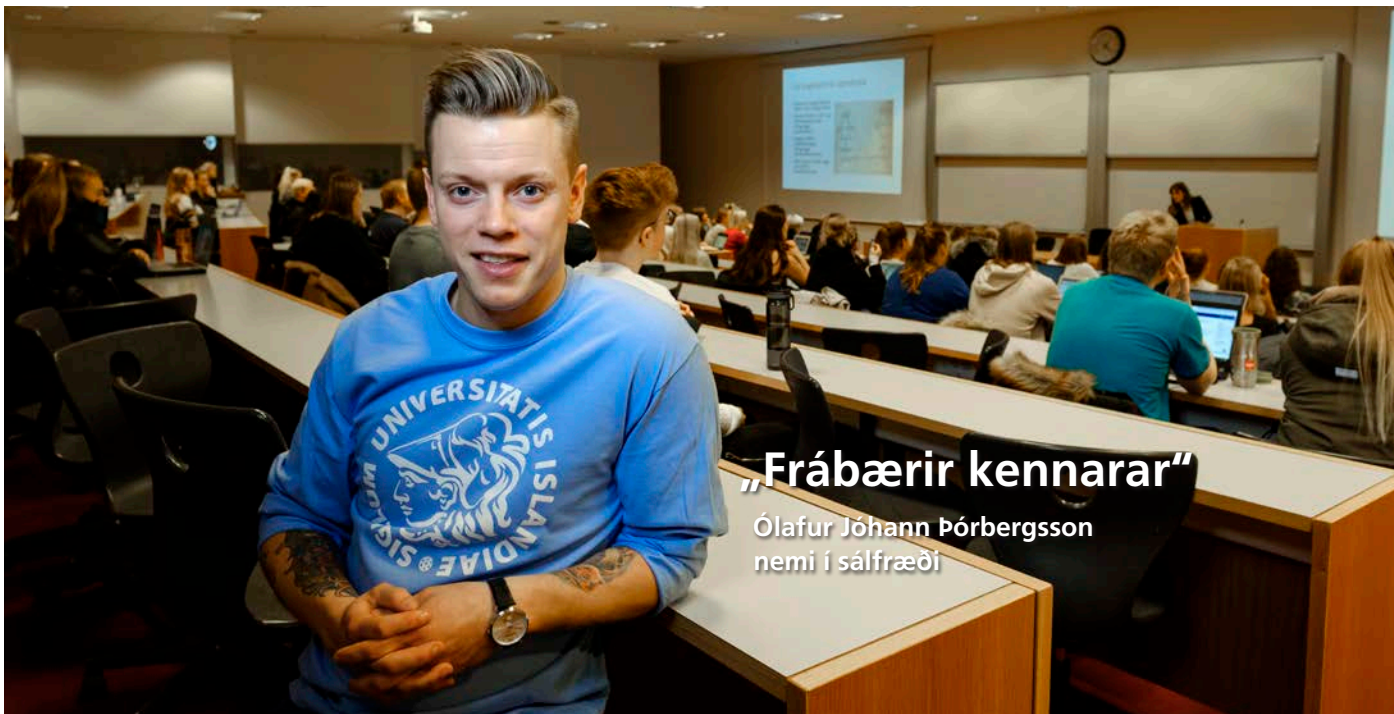 SIGILLUM UNIVERSITATIS ISLANDIAE
„Frábærir kennarar“
Ólafur Jóhann Þórbergsson
nemi í sálfræði